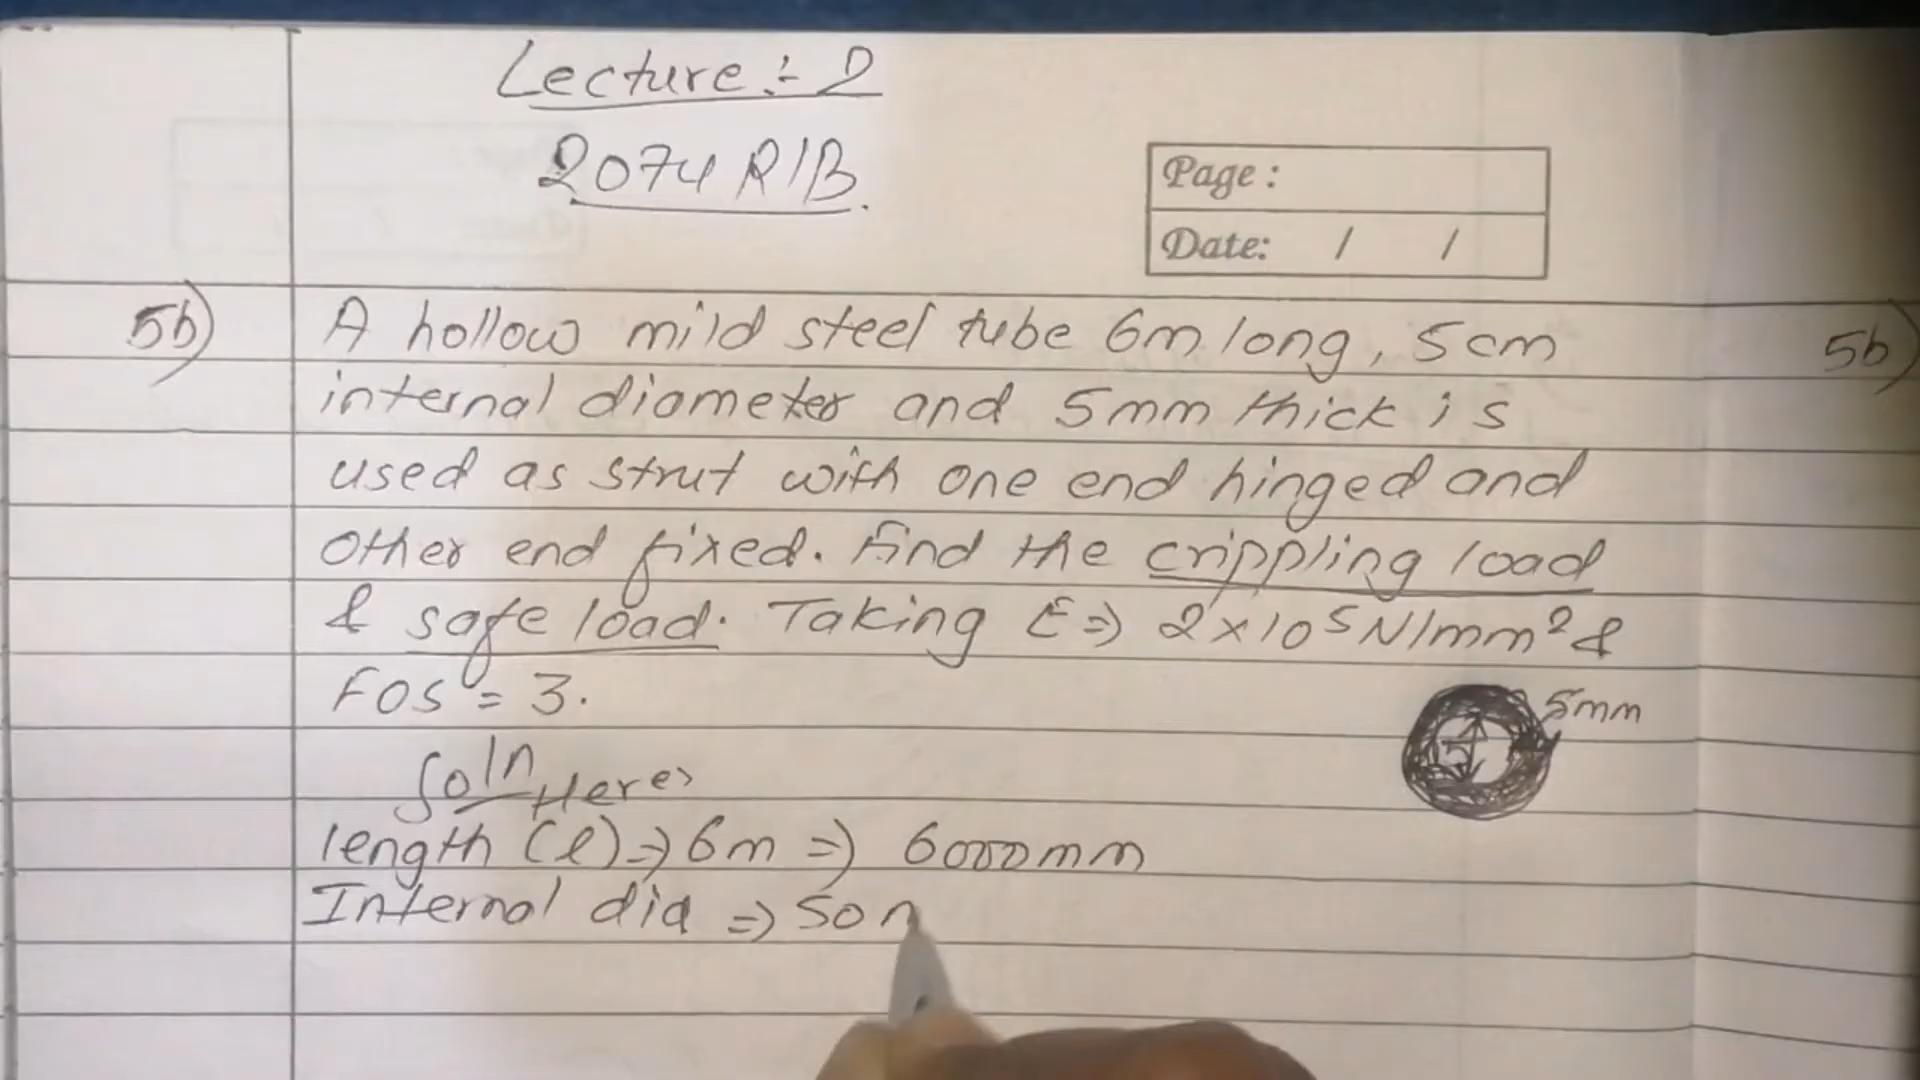 Lecture :- 2
2074 R/B.
Page :
Date: / /
5b) A hollow mild steel tube 6m long, 5cm
internal diameter and 5mm thick is
used as strut with one end hinged and
other end fixed. Find the crippling load
& safe load. Taking E => 2×10⁵N/mm² &
FOS = 3.
5mm
Soln Here,
length (l) => 6m => 6000mm
Internal dia => 50
5b)